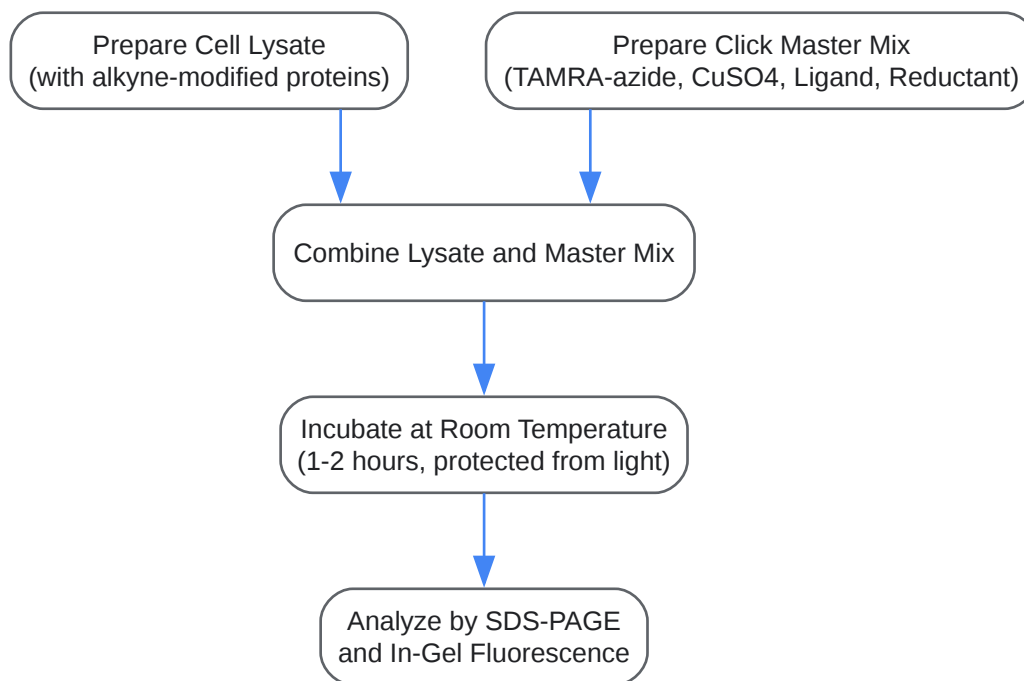 Prepare Cell Lysate
(with alkyne-modified proteins)
Prepare Click Master Mix
(TAMRA-azide, CuSO4, Ligand, Reductant)
Combine Lysate and Master Mix
Incubate at Room Temperature
(1-2 hours, protected from light)
Analyze by SDS-PAGE
and In-Gel Fluorescence